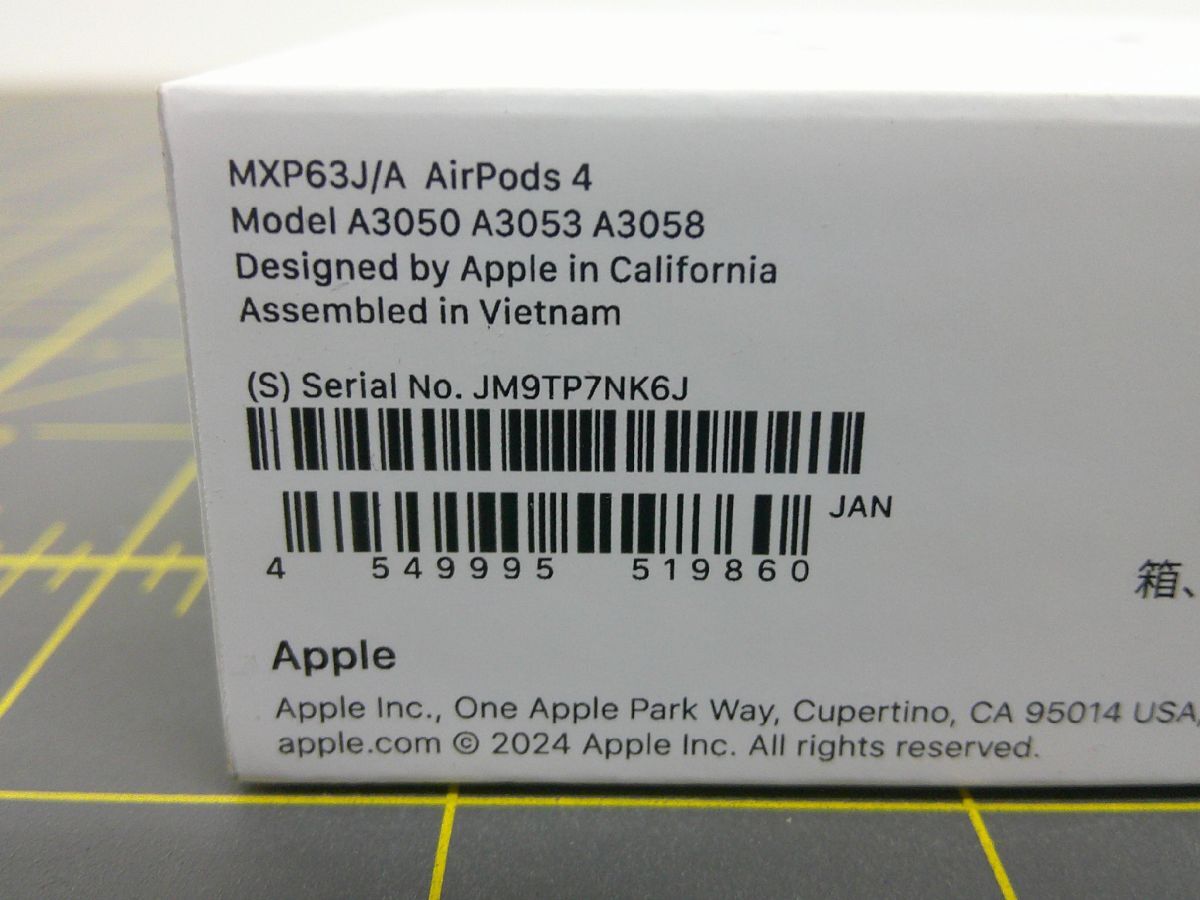 MXP63J/A AirPods 4
Model A3050 A3053 A3058
Designed by Apple in California
Assembled in Vietnam
(S) Serial No. JM9TP7NK6J
JAN
4 549995 519860
箱、
Apple
Apple Inc., One Apple Park Way, Cupertino, CA 95014 USA,
apple.com © 2024 Apple Inc. All rights reserved.